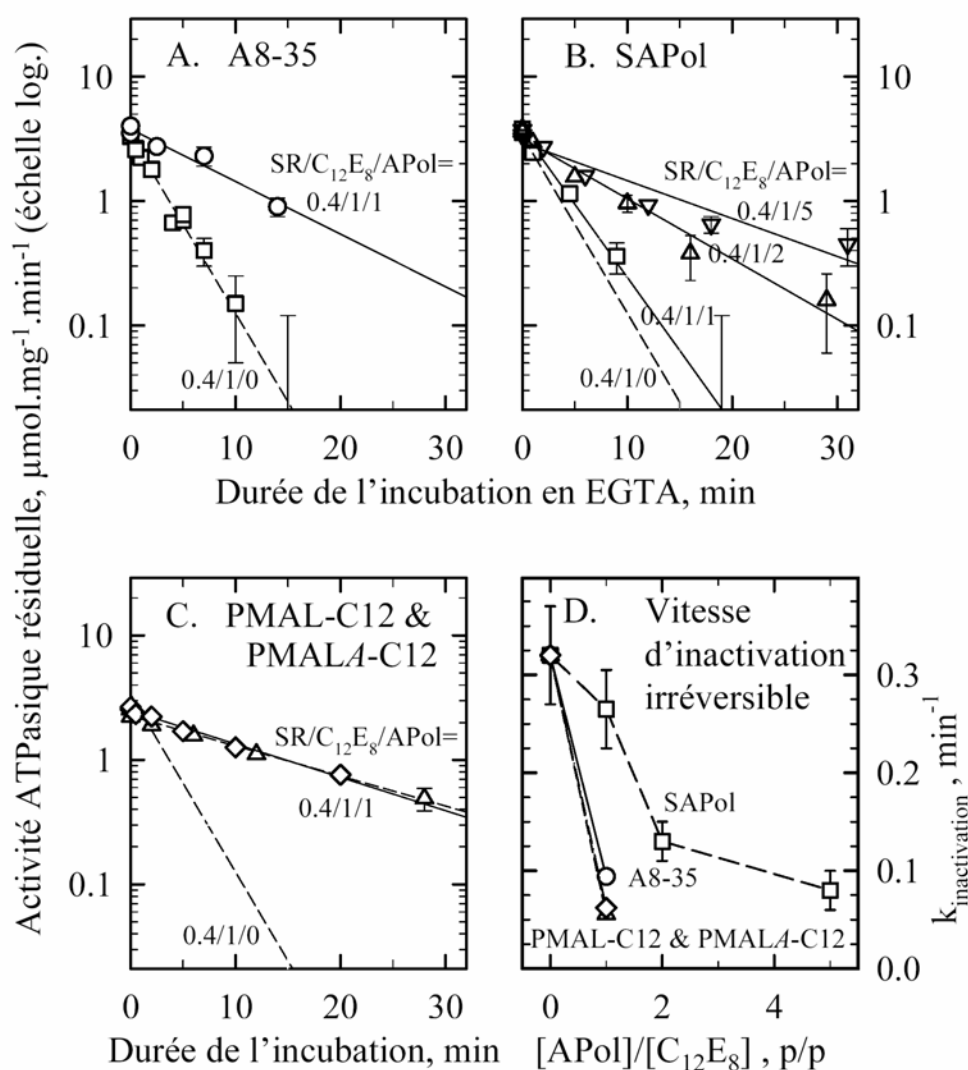 Activité ATPasique résiduelle, µmol.mg⁻¹.min⁻¹ (échelle log.)
A. A8-35
10
1
0.1
SR/C₁₂E₈/APol=
0.4/1/1
0.4/1/0
0 10 20 30
B. SAPol
10
1
0.1
SR/C₁₂E₈/APol=
0.4/1/5
0.4/1/2
0.4/1/1
0.4/1/0
0 10 20 30
Durée de l’incubation en EGTA, min
C. PMAL-C12 &
PMALA-C12
10
1
0.1
SR/C₁₂E₈/APol=
0.4/1/1
0.4/1/0
0 10 20 30
Durée de l’incubation, min
D. Vitesse
d’inactivation
irréversible
SAPol
A8-35
PMAL-C12 & PMALA-C12
0.3
0.2
0.1
0.0
k inactivation , min⁻¹
0 2 4
[APol]/[C₁₂E₈] , p/p